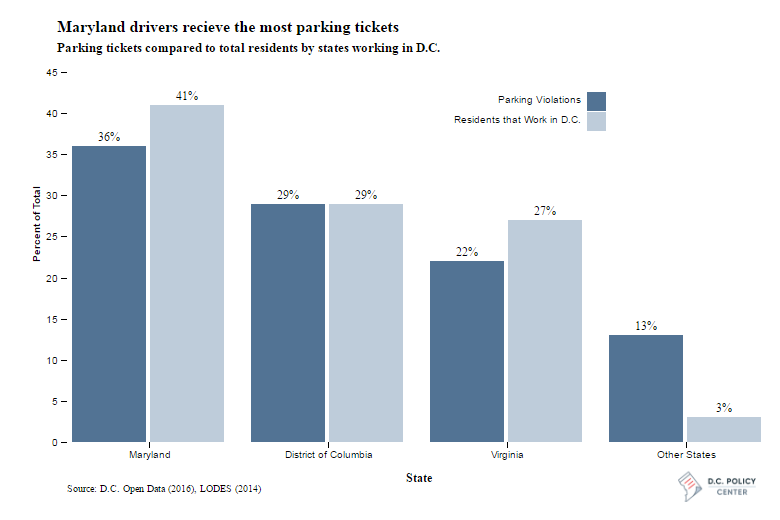 Maryland drivers recieve the most parking tickets
Parking tickets compared to total residents by states working in D.C.
45
40
35
30
25
20
15
10
5
0
Percent of Total
Parking Violations
Residents that Work in D.C.
36%
41%
29%
29%
22%
27%
13%
3%
Maryland
District of Columbia
Virginia
Other States
State
Source: D.C. Open Data (2016), LODES (2014)
D.C. POLICY
CENTER